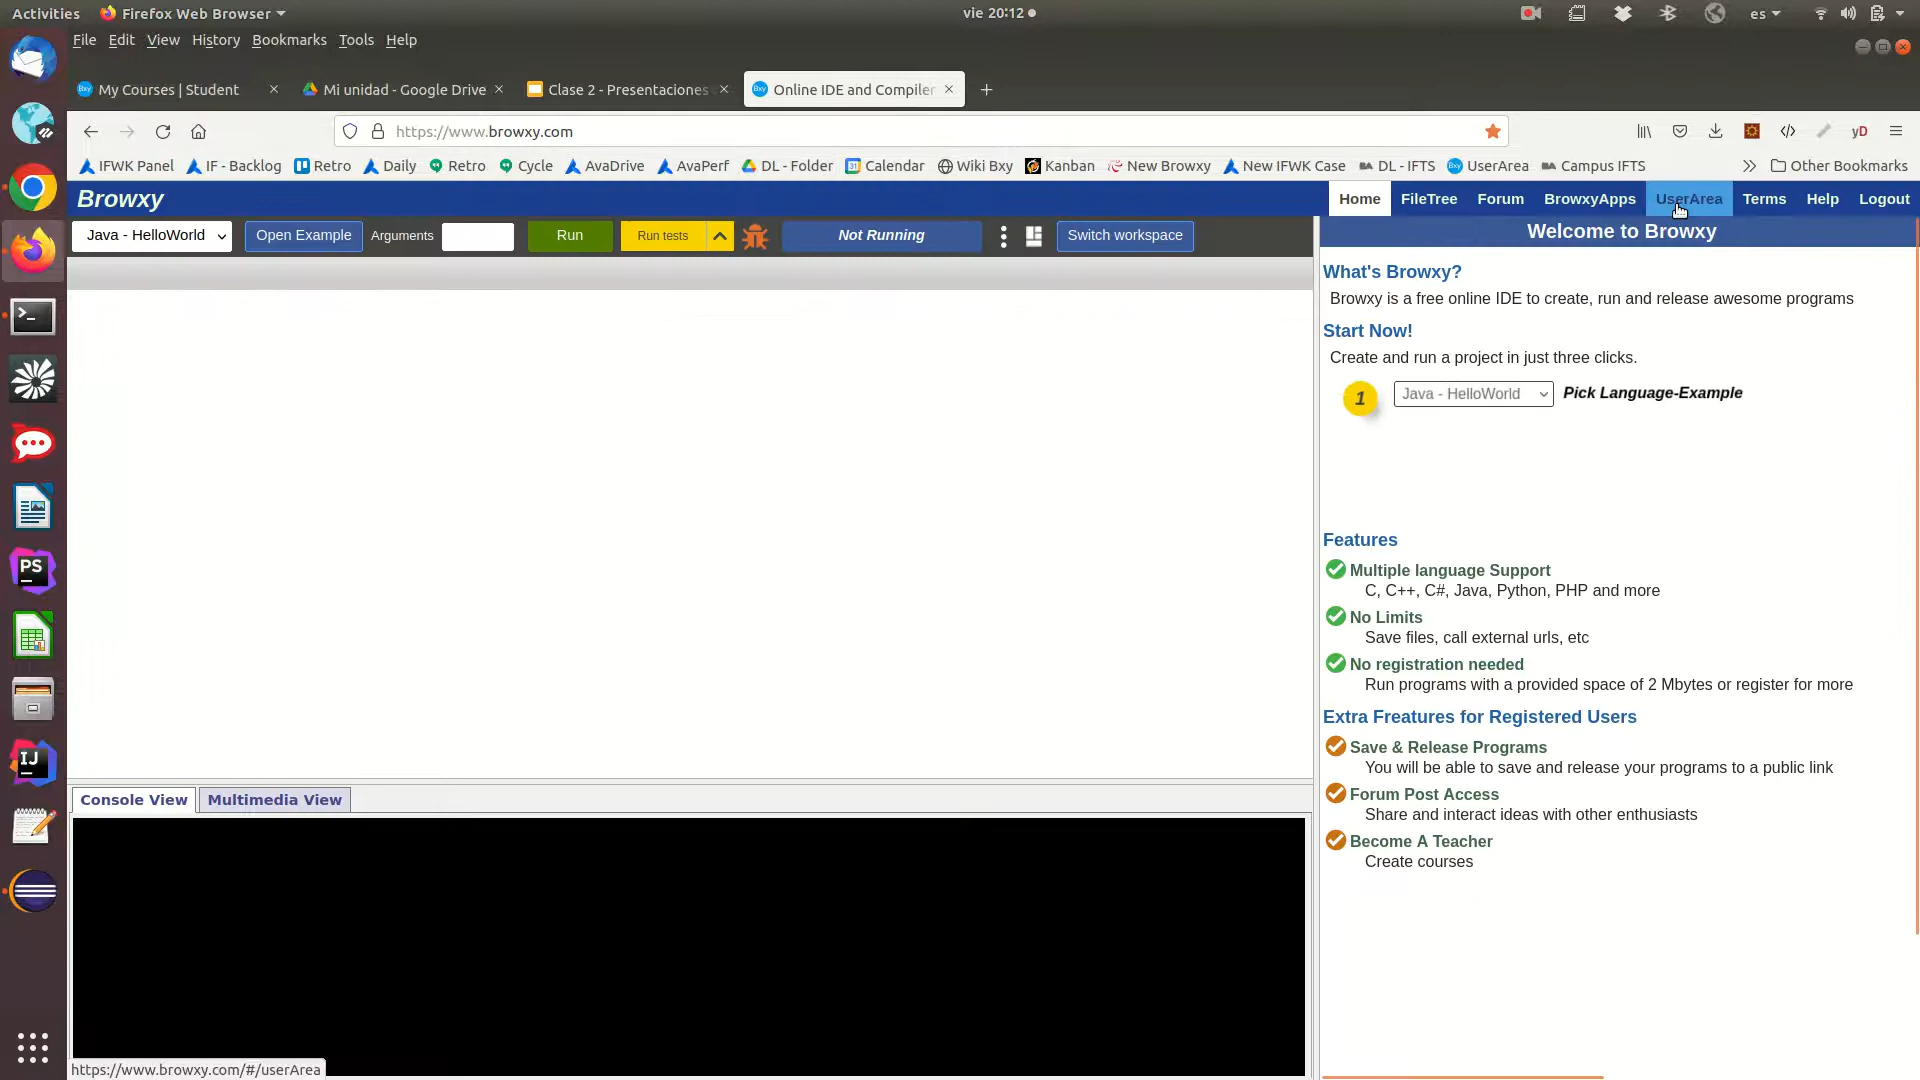 Activities Firefox Web Browser vie 20:12 es
File Edit View History Bookmarks Tools Help
Bxy My Courses | Student Mi unidad - Google Drive Clase 2 - Presentaciones Bxy Online IDE and Compiler
https://www.browxy.com yD
IFWK Panel IF - Backlog Retro Daily Retro Cycle AvaDrive AvaPerf DL - Folder Calendar Wiki Bxy Kanban New Browxy New IFWK Case DL - IFTS UserArea Campus IFTS Other Bookmarks
Browxy Home FileTree Forum BrowxyApps UserArea Terms Help Logout
Java - HelloWorld Open Example Arguments Run Run tests Not Running Switch workspace
Welcome to Browxy
What's Browxy?
Browxy is a free online IDE to create, run and release awesome programs
Start Now!
Create and run a project in just three clicks.
1 Java - HelloWorld Pick Language-Example
Features
Multiple language Support
C, C++, C#, Java, Python, PHP and more
No Limits
Save files, call external urls, etc
No registration needed
Run programs with a provided space of 2 Mbytes or register for more
Extra Freatures for Registered Users
Save & Release Programs
You will be able to save and release your programs to a public link
Forum Post Access
Share and interact ideas with other enthusiasts
Become A Teacher
Create courses
Console View Multimedia View
PS
IJ
https://www.browxy.com/#/userArea